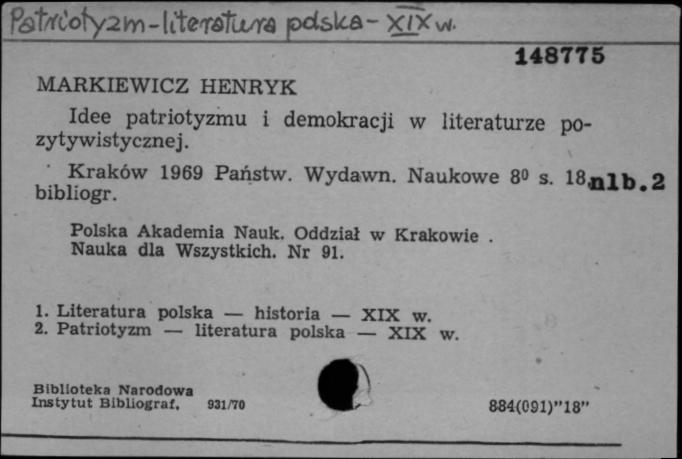 Patriotyzm - literatura polska - XIX w.
148775
MARKIEWICZ HENRYK
Idee patriotyzmu i demokracji w literaturze po-
zytywistycznej.
Kraków 1969 Państw. Wydawn. Naukowe 8⁰ s. 18, nlb. 2
bibliogr.
Polska Akademia Nauk. Oddział w Krakowie .
Nauka dla Wszystkich. Nr 91.
1. Literatura polska — historia — XIX w.
2. Patriotyzm — literatura polska — XIX w.
Biblioteka Narodowa
Instytut Bibliograf. 931/70 884(091)"18"